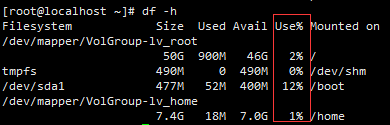 [root@localhost ~]# df -h
Filesystem Size Used Avail Use% Mounted on
/dev/mapper/VolGroup-lv_root
50G 900M 46G 2% /
tmpfs 490M 0 490M 0% /dev/shm
/dev/sda1 477M 52M 400M 12% /boot
/dev/mapper/VolGroup-lv_home
7.4G 18M 7.0G 1% /home